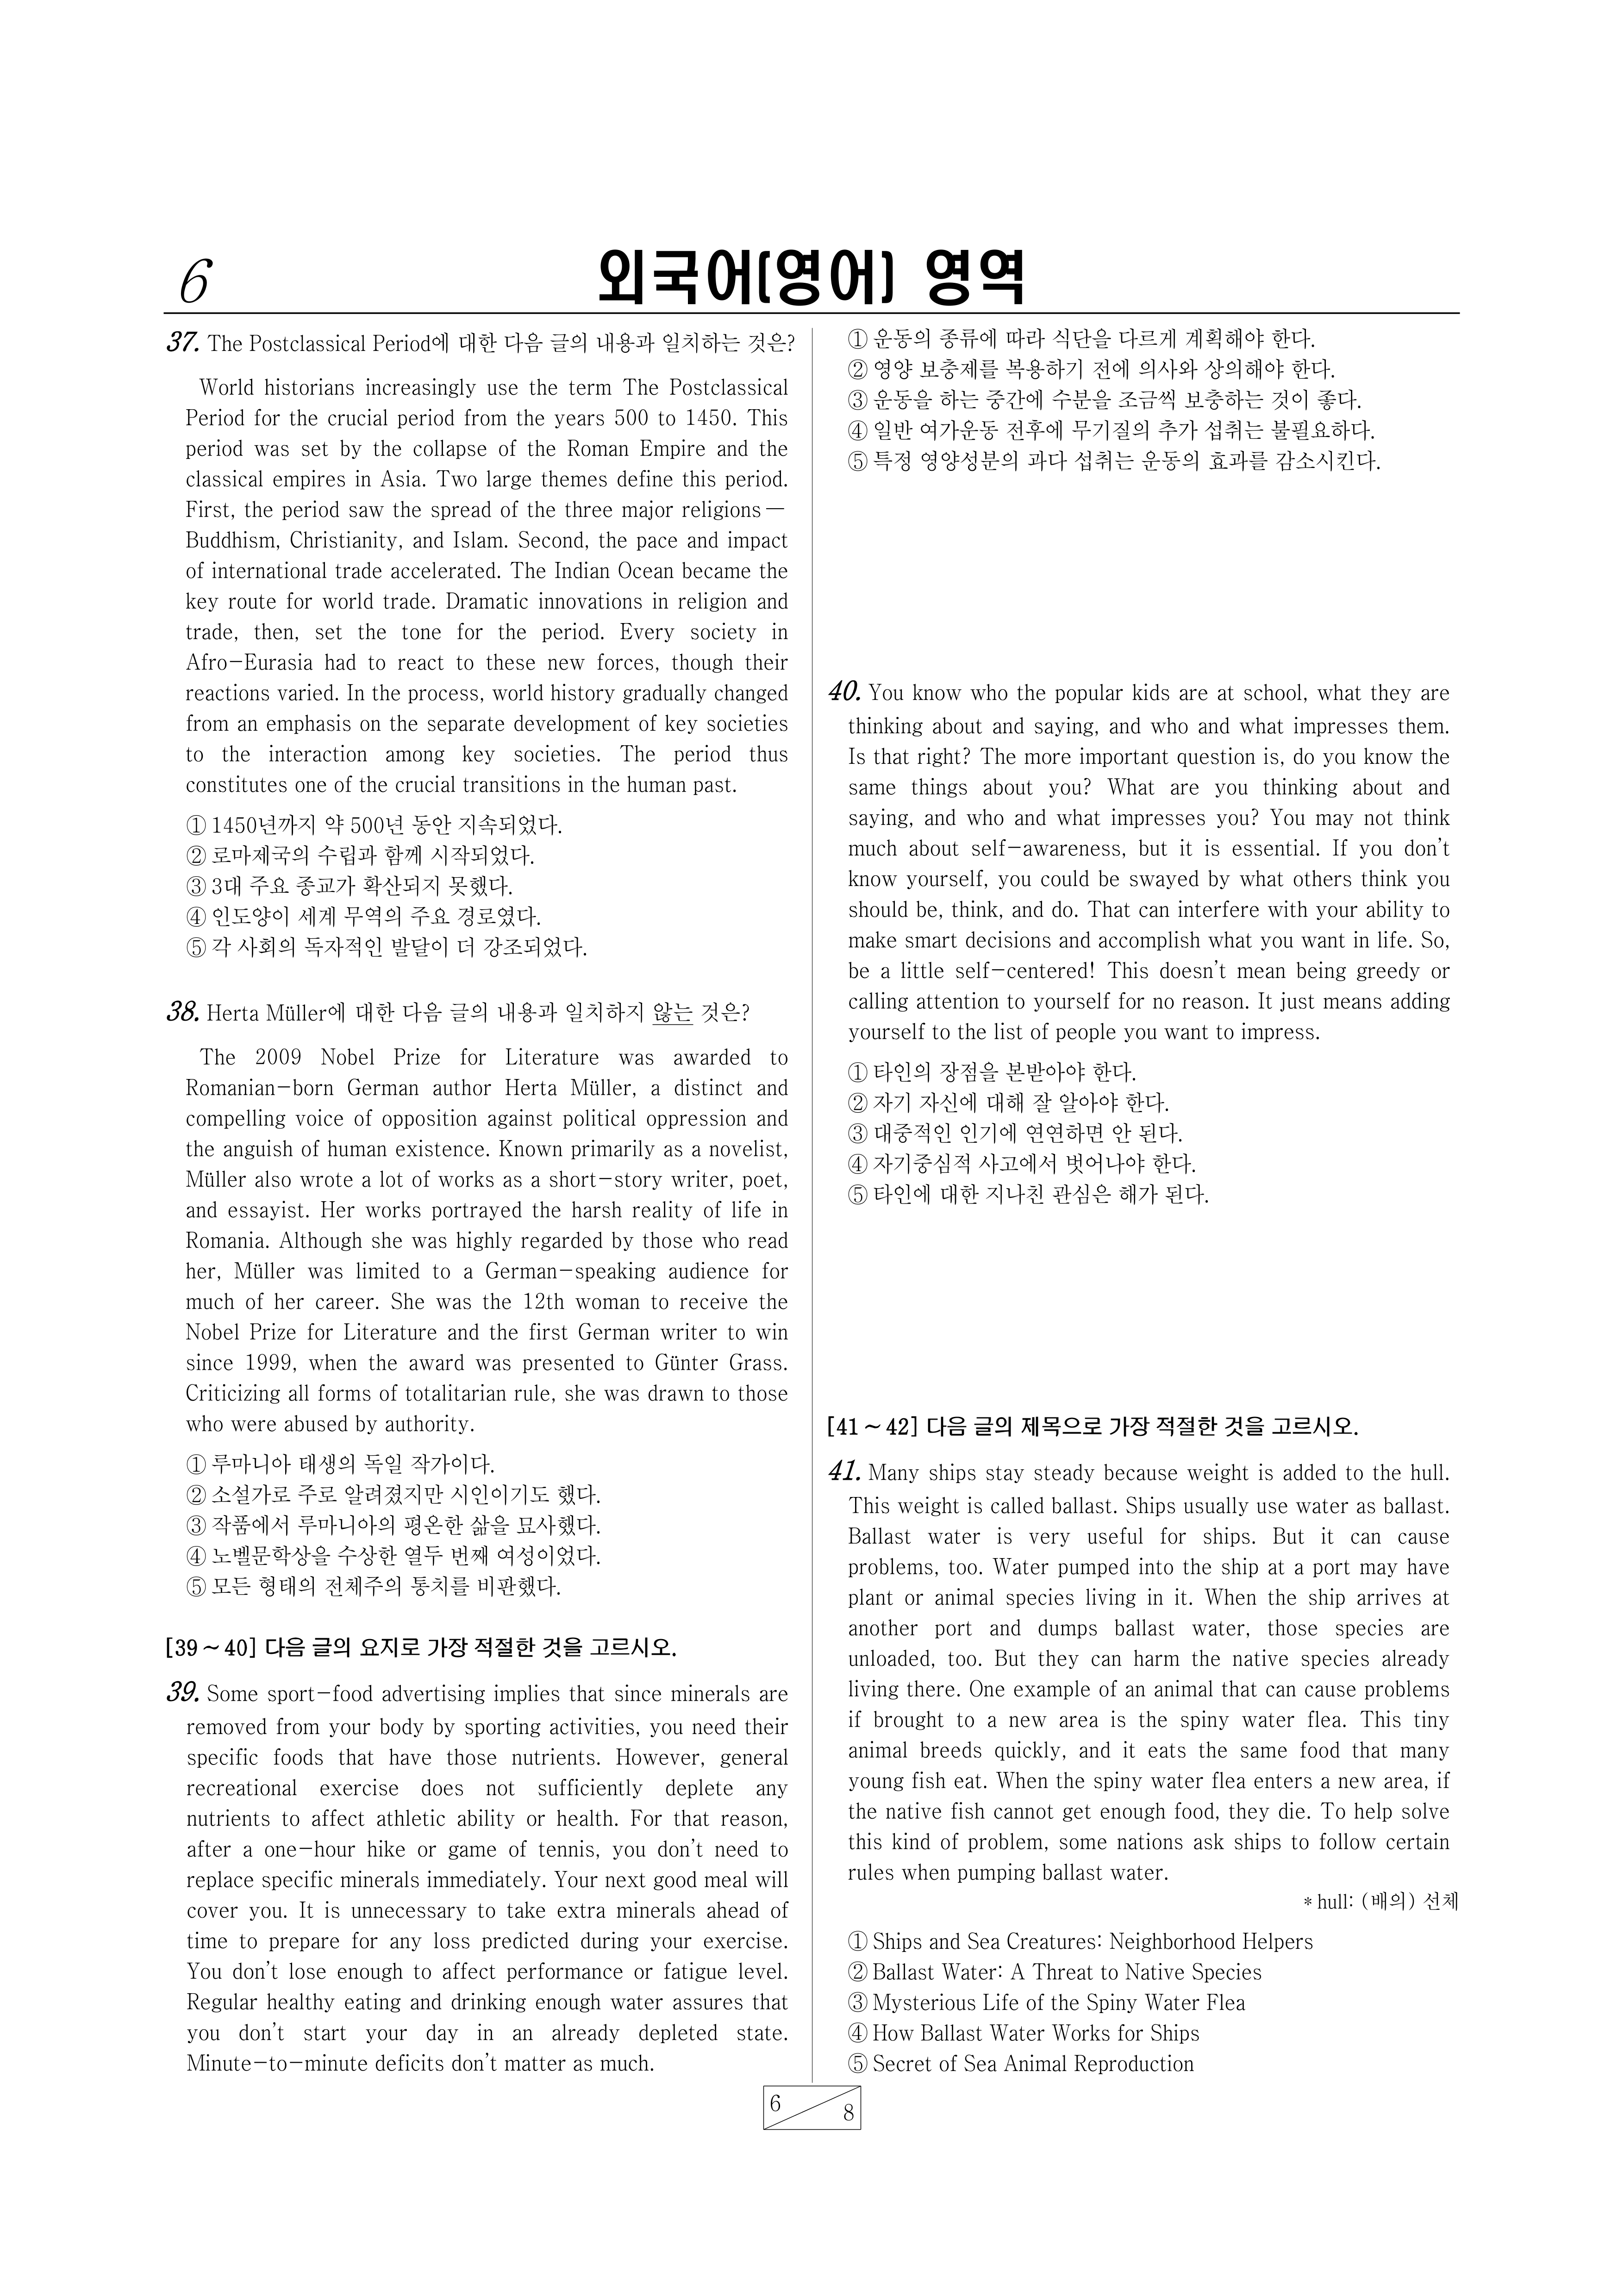 6
외국어(영어) 영역
37. The Postclassical Period에 대한 다음 글의 내용과 일치하는 것은?
World historians increasingly use the term The Postclassical
Period for the crucial period from the years 500 to 1450. This
period was set by the collapse of the Roman Empire and the
classical empires in Asia. Two large themes define this period.
First, the period saw the spread of the three major religions—
Buddhism, Christianity, and Islam. Second, the pace and impact
of international trade accelerated. The Indian Ocean became the
key route for world trade. Dramatic innovations in religion and
trade, then, set the tone for the period. Every society in
Afro-Eurasia had to react to these new forces, though their
reactions varied. In the process, world history gradually changed
from an emphasis on the separate development of key societies
to the interaction among key societies. The period thus
constitutes one of the crucial transitions in the human past.
① 1450년까지 약 500년 동안 지속되었다.
② 로마제국의 수립과 함께 시작되었다.
③ 3대 주요 종교가 확산되지 못했다.
④ 인도양이 세계 무역의 주요 경로였다.
⑤ 각 사회의 독자적인 발달이 더 강조되었다.
38. Herta Müller에 대한 다음 글의 내용과 일치하지 않는 것은?
The 2009 Nobel Prize for Literature was awarded to
Romanian-born German author Herta Müller, a distinct and
compelling voice of opposition against political oppression and
the anguish of human existence. Known primarily as a novelist,
Müller also wrote a lot of works as a short-story writer, poet,
and essayist. Her works portrayed the harsh reality of life in
Romania. Although she was highly regarded by those who read
her, Müller was limited to a German-speaking audience for
much of her career. She was the 12th woman to receive the
Nobel Prize for Literature and the first German writer to win
since 1999, when the award was presented to Günter Grass.
Criticizing all forms of totalitarian rule, she was drawn to those
who were abused by authority.
① 루마니아 태생의 독일 작가이다.
② 소설가로 주로 알려졌지만 시인이기도 했다.
③ 작품에서 루마니아의 평온한 삶을 묘사했다.
④ 노벨문학상을 수상한 열두 번째 여성이었다.
⑤ 모든 형태의 전체주의 통치를 비판했다.
[39 ~ 40] 다음 글의 요지로 가장 적절한 것을 고르시오.
39. Some sport-food advertising implies that since minerals are
removed from your body by sporting activities, you need their
specific foods that have those nutrients. However, general
recreational exercise does not sufficiently deplete any
nutrients to affect athletic ability or health. For that reason,
after a one-hour hike or game of tennis, you don't need to
replace specific minerals immediately. Your next good meal will
cover you. It is unnecessary to take extra minerals ahead of
time to prepare for any loss predicted during your exercise.
You don't lose enough to affect performance or fatigue level.
Regular healthy eating and drinking enough water assures that
you don't start your day in an already depleted state.
Minute-to-minute deficits don't matter as much.
① 운동의 종류에 따라 식단을 다르게 계획해야 한다.
② 영양 보충제를 복용하기 전에 의사와 상의해야 한다.
③ 운동을 하는 중간에 수분을 조금씩 보충하는 것이 좋다.
④ 일반 여가운동 전후에 무기질의 추가 섭취는 불필요하다.
⑤ 특정 영양성분의 과다 섭취는 운동의 효과를 감소시킨다.
40. You know who the popular kids are at school, what they are
thinking about and saying, and who and what impresses them.
Is that right? The more important question is, do you know the
same things about you? What are you thinking about and
saying, and who and what impresses you? You may not think
much about self-awareness, but it is essential. If you don't
know yourself, you could be swayed by what others think you
should be, think, and do. That can interfere with your ability to
make smart decisions and accomplish what you want in life. So,
be a little self-centered! This doesn't mean being greedy or
calling attention to yourself for no reason. It just means adding
yourself to the list of people you want to impress.
① 타인의 장점을 본받아야 한다.
② 자기 자신에 대해 잘 알아야 한다.
③ 대중적인 인기에 연연하면 안 된다.
④ 자기중심적 사고에서 벗어나야 한다.
⑤ 타인에 대한 지나친 관심은 해가 된다.
[41 ~ 42] 다음 글의 제목으로 가장 적절한 것을 고르시오.
41. Many ships stay steady because weight is added to the hull.
This weight is called ballast. Ships usually use water as ballast.
Ballast water is very useful for ships. But it can cause
problems, too. Water pumped into the ship at a port may have
plant or animal species living in it. When the ship arrives at
another port and dumps ballast water, those species are
unloaded, too. But they can harm the native species already
living there. One example of an animal that can cause problems
if brought to a new area is the spiny water flea. This tiny
animal breeds quickly, and it eats the same food that many
young fish eat. When the spiny water flea enters a new area, if
the native fish cannot get enough food, they die. To help solve
this kind of problem, some nations ask ships to follow certain
rules when pumping ballast water.
* hull: (배의) 선체
① Ships and Sea Creatures: Neighborhood Helpers
② Ballast Water: A Threat to Native Species
③ Mysterious Life of the Spiny Water Flea
④ How Ballast Water Works for Ships
⑤ Secret of Sea Animal Reproduction
6
8